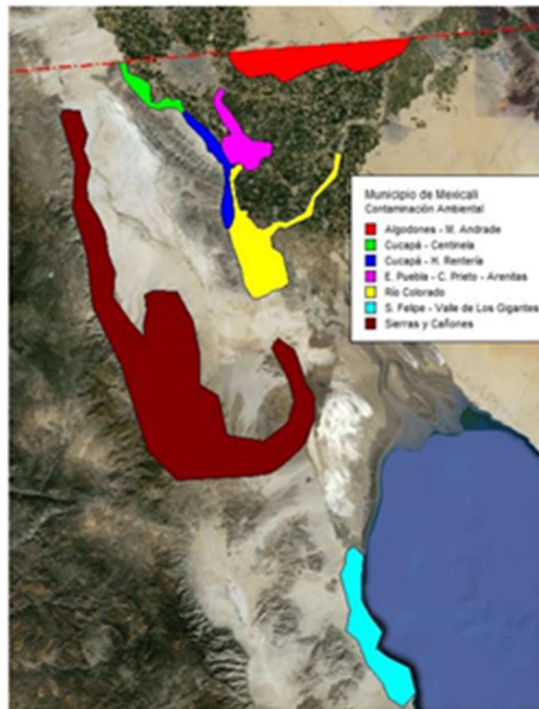 Municipio de Mexicali
Contaminación Ambiental
Algodones - M. Andrade
Cucapá - Centinela
Cucapá - H. Rentería
E. Puebla - C. Prieto - Arenitas
Río Colorado
S. Felipe - Valle de Los Gigantes
Sierras y Cañones